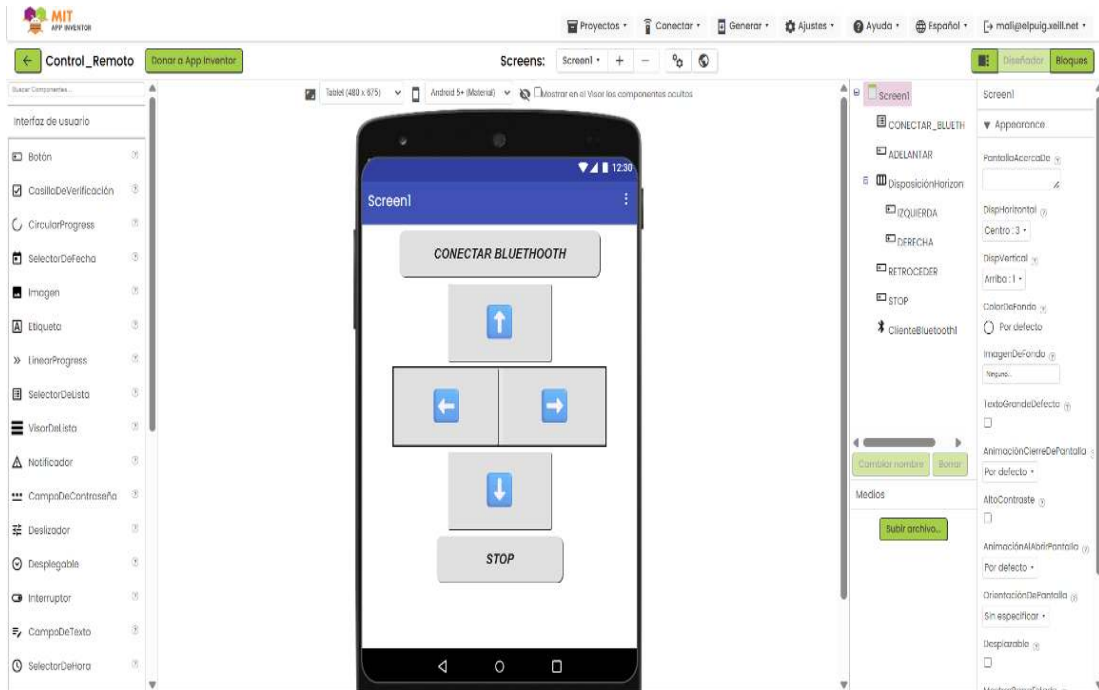 MIT
APP INVENTOR
Proyectos
Conectar
Generar
Ajustes
Ayuda
Español
mali@elpuig.xeill.net
Control_Remoto
Donar a App Inventor
Screens:
Screen1
Diseñador
Bloques
Buscar Componentes...
Interfaz de usuario
Botón
CasillaDeVerificación
CircularProgress
SelectorDeFecha
Imagen
Etiqueta
LinearProgress
SelectorDeLista
VisorDeLista
Notificador
CampoDeContraseña
Deslizador
Desplegable
Interruptor
CampoDeTexto
SelectorDeHora
Tablet (480 x 675)
Android 5+ (Material)
Mostrar en el Visor los componentes ocultos
12:30
Screen1
CONECTAR BLUETHOOTH
STOP
Screen1
CONECTAR_BLUETH
ADELANTAR
DisposiciónHorizon
IZQUIERDA
DERECHA
RETROCEDER
STOP
ClienteBluetooth1
Cambiar nombre
Borrar
Medios
Subir archivo...
Screen1
Appearance
PantallaAcercaDe
DispHorizontal
Centro : 3
DispVertical
Arriba : 1
ColorDeFondo
Por defecto
ImagenDeFondo
Ninguno...
TextoGrandeDefecto
AnimaciónCierreDePantalla
Por defecto
AltoContraste
AnimaciónAlAbrirPantalla
Por defecto
OrientaciónDePantalla
Sin especificar
Desplazable